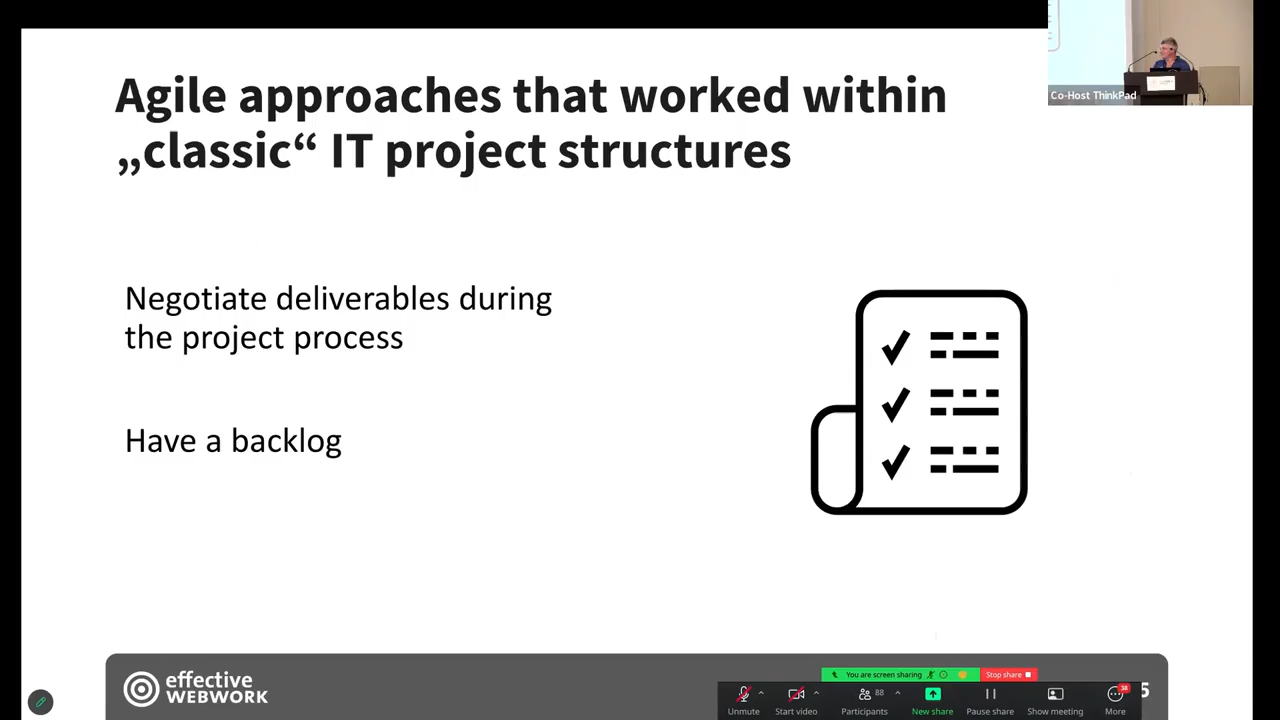 Agile approaches that worked within
„classic“ IT project structures
Co-Host ThinkPad
Negotiate deliverables during
the project process
Have a backlog
effective
WEBWORK
You are screen sharing
Stop share
88
38
5
Unmute
Start video
Participants
New share
Pause share
Show meeting
More